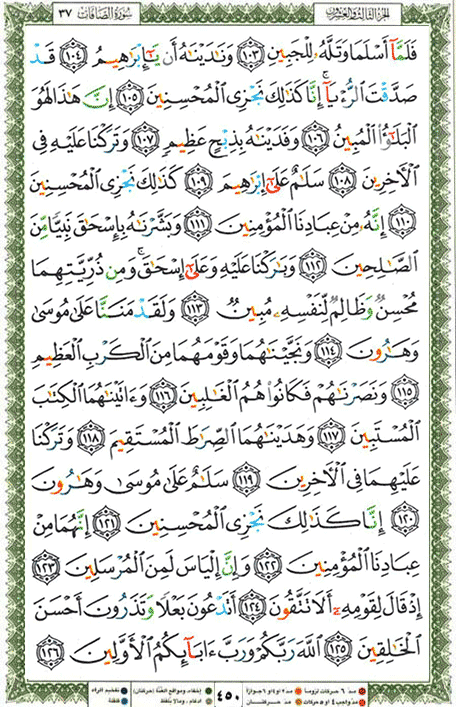 الجزء الثالث والعشرون
سورة الصافات ٣٧
فَلَمَّآ أَسْلَمَا وَتَلَّهُۥ لِلْجَبِينِ ١٠٣ وَنَٰدَيْنَٰهُ أَن يَٰٓإِبْرَٰهِيمُ ١٠٤ قَدْ
صَدَّقْتَ ٱلرُّءْيَآ ۚ إِنَّا كَذَٰلِكَ نَجْزِى ٱلْمُحْسِنِينَ ١٠٥ إِنَّ هَٰذَا لَهُوَ
ٱلْبَلَٰٓؤُا۟ ٱلْمُبِينُ ١٠٦ وَفَدَيْنَٰهُ بِذِبْحٍ عَظِيمٍ ١٠٧ وَتَرَكْنَا عَلَيْهِ فِى
ٱلْءَاخِرِينَ ١٠٨ سَلَٰمٌ عَلَىٰٓ إِبْرَٰهِيمَ ١٠٩ كَذَٰلِكَ نَجْزِى ٱلْمُحْسِنِينَ
١١٠ إِنَّهُۥ مِنْ عِبَادِنَا ٱلْمُؤْمِنِينَ ١١١ وَبَشَّرْنَٰهُ بِإِسْحَٰقَ نَبِيًّا مِّنَ
ٱلصَّٰلِحِينَ ١١٢ وَبَٰرَكْنَا عَلَيْهِ وَعَلَىٰٓ إِسْحَٰقَ ۚ وَمِن ذُرِّيَّتِهِمَا
مُحْسِنٌ وَظَالِمٌ لِّنَفْسِهِۦ مُبِينٌ ١١٣ وَلَقَدْ مَنَنَّا عَلَىٰ مُوسَىٰ
وَهَٰرُونَ ١١٤ وَنَجَّيْنَٰهُمَا وَقَوْمَهُمَا مِنَ ٱلْكَرْبِ ٱلْعَظِيمِ
١١٥ وَنَصَرْنَٰهُمْ فَكَانُوا۟ هُمُ ٱلْغَٰلِبِينَ ١١٦ وَءَاتَيْنَٰهُمَا ٱلْكِتَٰبَ
ٱلْمُسْتَبِينَ ١١٧ وَهَدَيْنَٰهُمَا ٱلصِّرَٰطَ ٱلْمُسْتَقِيمَ ١١٨ وَتَرَكْنَا
عَلَيْهِمَا فِى ٱلْءَاخِرِينَ ١١٩ سَلَٰمٌ عَلَىٰ مُوسَىٰ وَهَٰرُونَ
١٢٠ إِنَّا كَذَٰلِكَ نَجْزِى ٱلْمُحْسِنِينَ ١٢١ إِنَّهُمَا مِنْ
عِبَادِنَا ٱلْمُؤْمِنِينَ ١٢٢ وَإِنَّ إِلْيَاسَ لَمِنَ ٱلْمُرْسَلِينَ ١٢٣
إِذْ قَالَ لِقَوْمِهِۦٓ أَلَا تَتَّقُونَ ١٢٤ أَتَدْعُونَ بَعْلًا وَتَذَرُونَ أَحْسَنَ
ٱلْخَٰلِقِينَ ١٢٥ ٱللَّهَ رَبَّكُمْ وَرَبَّ ءَابَآئِكُمُ ٱلْأَوَّلِينَ ١٢٦
مد ٦ حركات لزوماً مد ٢ او ٤ او ٦ جوازاً
مد واجب ٤ او ٥ حركات مد حركتان
٤٥٠
إخفاء، ومواقع الغنة (حركتان) تفخيم الراء
ادغام، وما لا يلفظ قلقلة